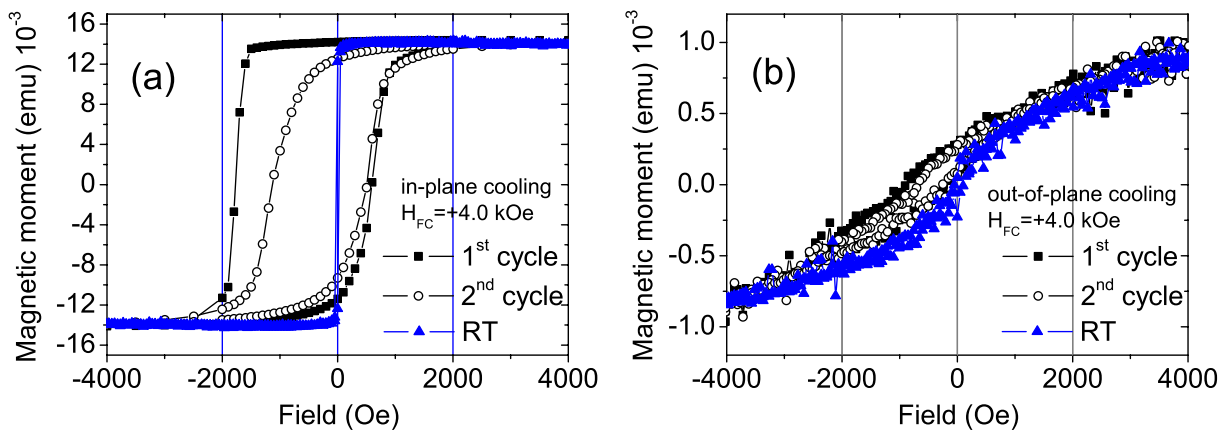 Magnetic moment (emu) 10⁻³
16
12
8
4
0
-4
-8
-12
-16
(a)
in-plane cooling
H_FC=+4.0 kOe
1ˢᵗ cycle
2ⁿᵈ cycle
RT
-4000 -2000 0 2000 4000
Field (Oe)
Magnetic moment (emu) 10⁻³
1.0
0.5
0.0
-0.5
-1.0
(b)
out-of-plane cooling
H_FC=+4.0 kOe
1ˢᵗ cycle
2ⁿᵈ cycle
RT
-4000 -2000 0 2000 4000
Field (Oe)